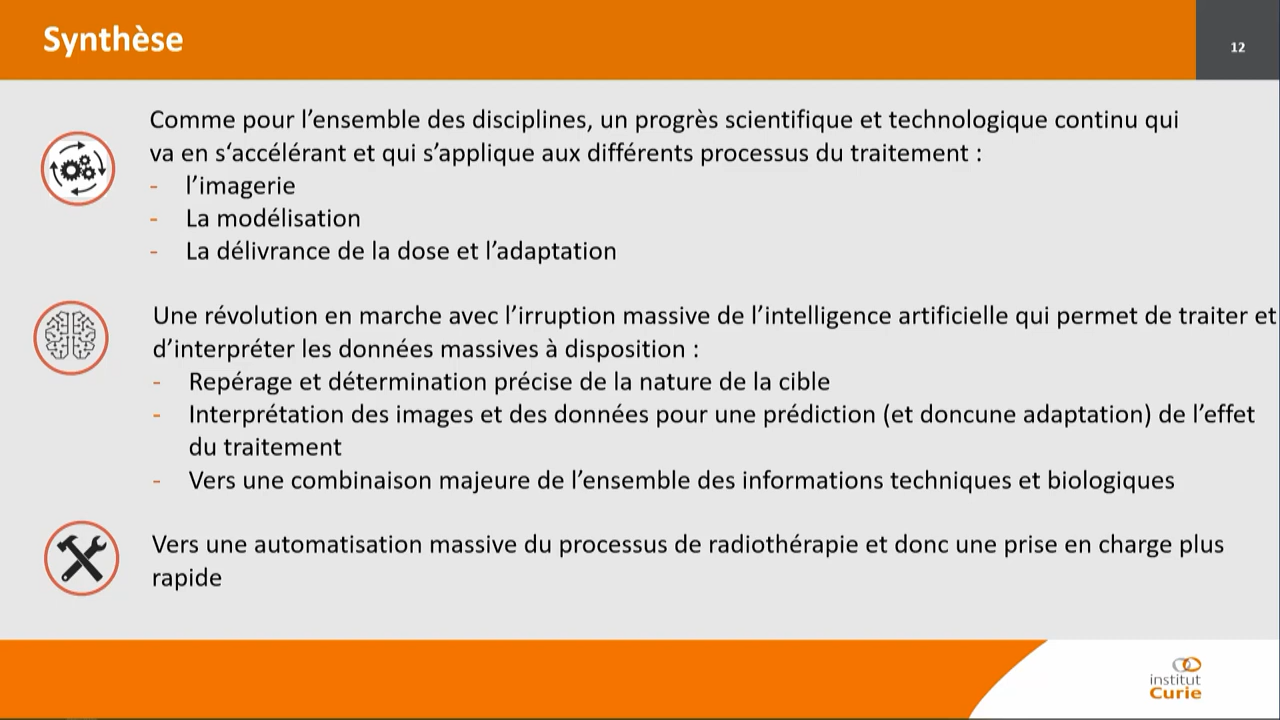 Synthèse
12
Comme pour l’ensemble des disciplines, un progrès scientifique et technologique continu qui
va en s‘accélérant et qui s’applique aux différents processus du traitement :
- l’imagerie
- La modélisation
- La délivrance de la dose et l’adaptation
Une révolution en marche avec l’irruption massive de l’intelligence artificielle qui permet de traiter et
d’interpréter les données massives à disposition :
- Repérage et détermination précise de la nature de la cible
- Interprétation des images et des données pour une prédiction (et doncune adaptation) de l’effet
du traitement
- Vers une combinaison majeure de l’ensemble des informations techniques et biologiques
Vers une automatisation massive du processus de radiothérapie et donc une prise en charge plus
rapide
institut
Curie